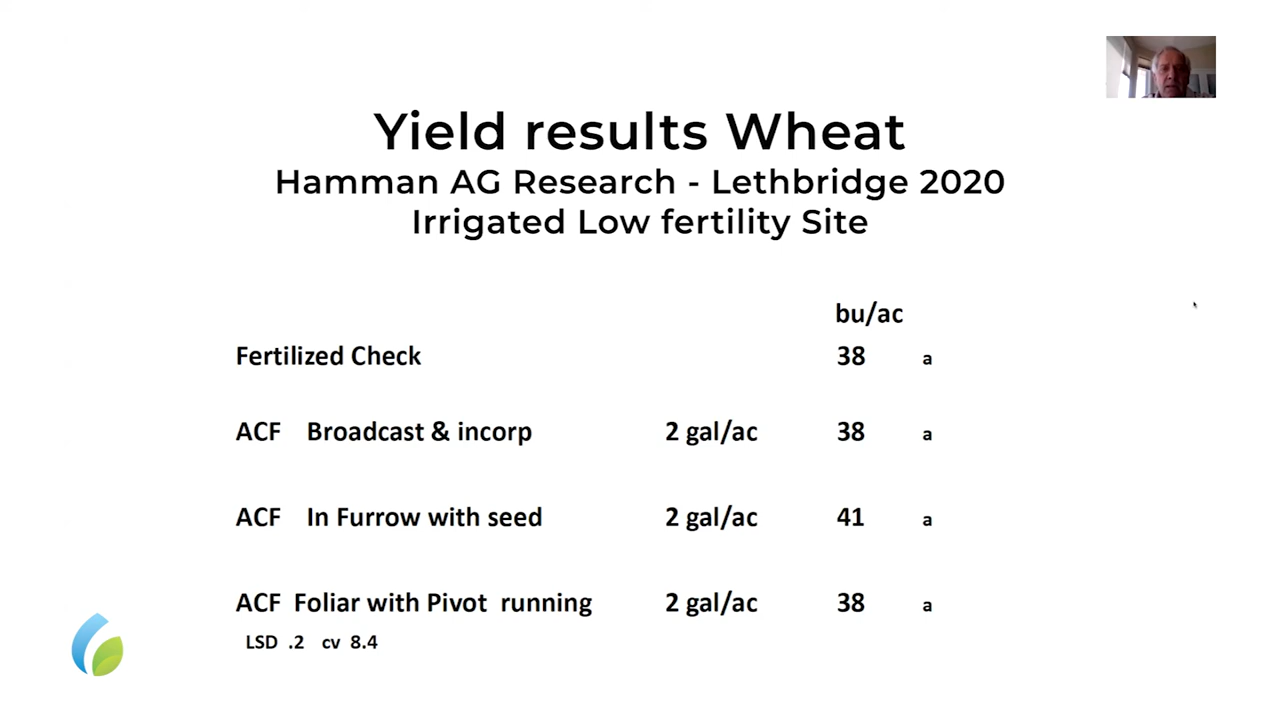 Yield results Wheat
Hamman AG Research - Lethbridge 2020
Irrigated Low fertility Site
bu/ac
Fertilized Check 38 a
ACF Broadcast & incorp 2 gal/ac 38 a
ACF In Furrow with seed 2 gal/ac 41 a
ACF Foliar with Pivot running 2 gal/ac 38 a
LSD .2 cv 8.4